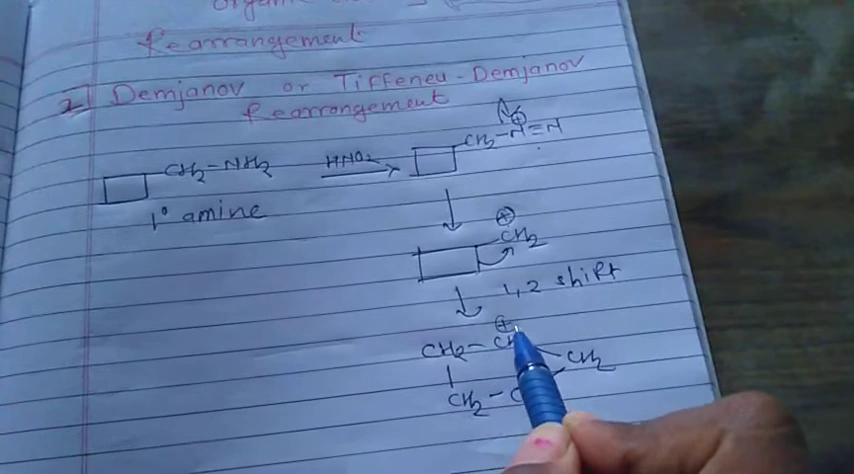 Rearrangement
2] Demjanov or Tiffeneu-Demjanov
Rearrangement
CH2-NH2 HNO2 CH2-N≡N
⊕
1° amine
⊕
CH2
1,2 shift
⊕
CH2-CH
CH2
CH2-